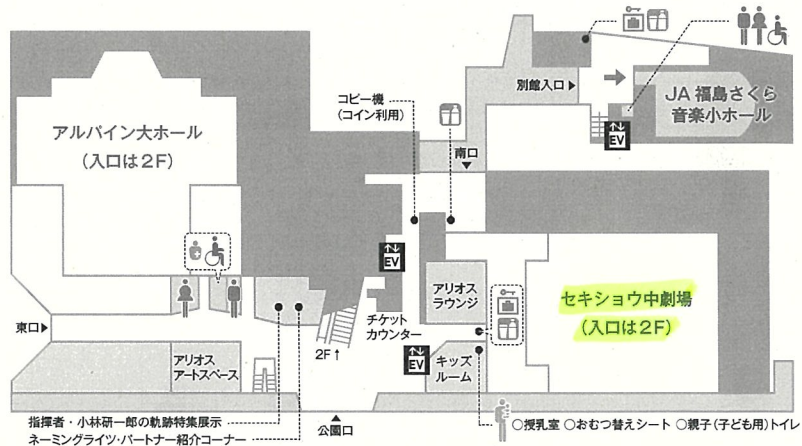 別館入口▶
JA 福島さくら
音楽小ホール
EV
コピー機
(コイン利用)
南口
▼
アルパイン大ホール
(入口は2F)
EV
アリオス
ラウンジ
セキショウ中劇場
(入口は2F)
東口▶
チケット
カウンター
2F↑
EV
キッズ
ルーム
アリオス
アートスペース
指揮者・小林研一郎の軌跡特集展示
ネーミングライツ・パートナー紹介コーナー
△
公園口
○授乳室 ○おむつ替えシート ○親子(子ども用)トイレ